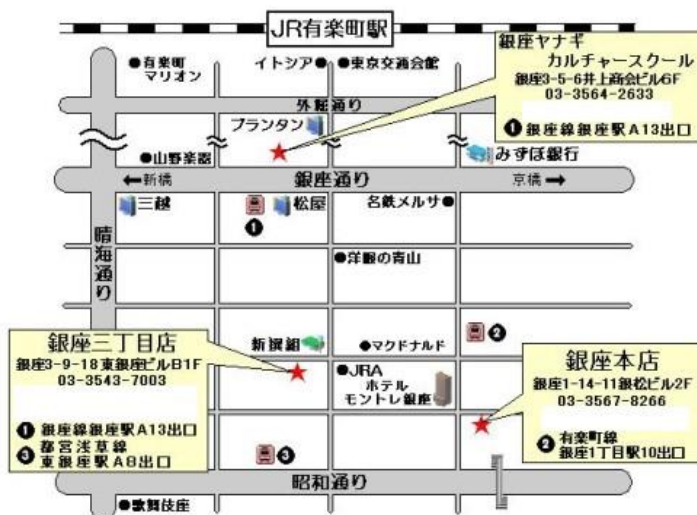 JR有楽町駅
有楽町
マリオン
イトシア
東京交通会館
銀座ヤナギ
カルチャースクール
銀座3-5-6井上商会ビル6F
03-3564-2633
❶銀座線銀座駅A13出口
外堀通り
プランタン
山野楽器
みずほ銀行
←新橋
銀座通り
京橋→
三越
松屋
名鉄メルサ
❶
晴海通り
洋服の青山
銀座三丁目店
銀座3-9-18東銀座ビルB1F
03-3543-7003
❶銀座線銀座駅A13出口
❸都営浅草線
東銀座駅A8出口
新選組
マクドナルド
❷
JRA
ホテル
モントレ銀座
銀座本店
銀座1-14-11銀松ビル2F
03-3567-8266
❷有楽町線
銀座1丁目駅10出口
❸
昭和通り
歌舞伎座